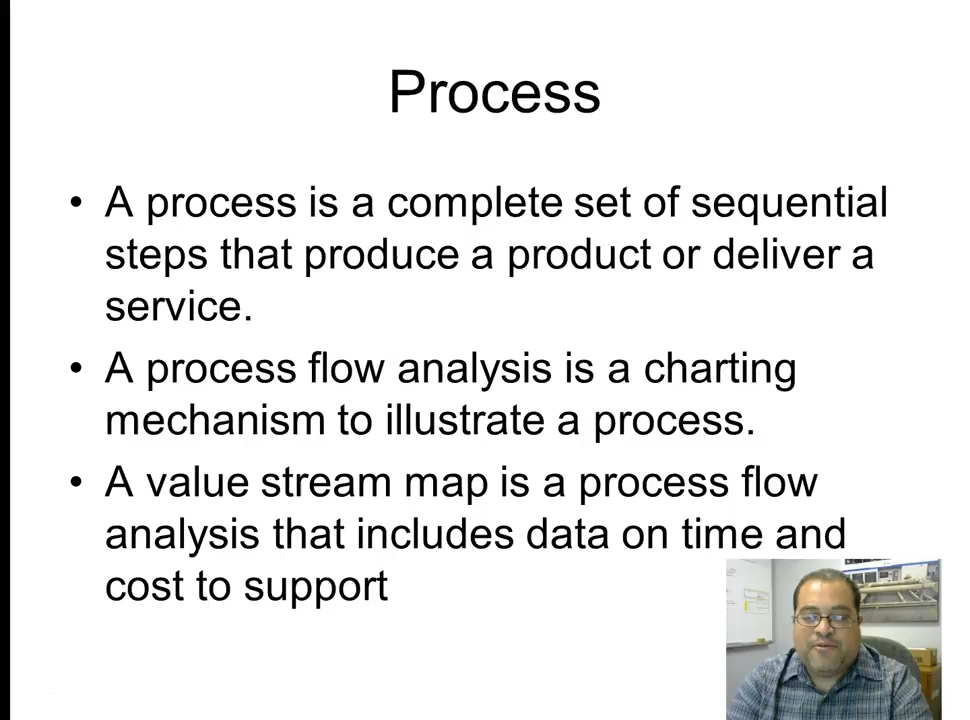 Process
• A process is a complete set of sequential
steps that produce a product or deliver a
service.
• A process flow analysis is a charting
mechanism to illustrate a process.
• A value stream map is a process flow
analysis that includes data on time and
cost to support